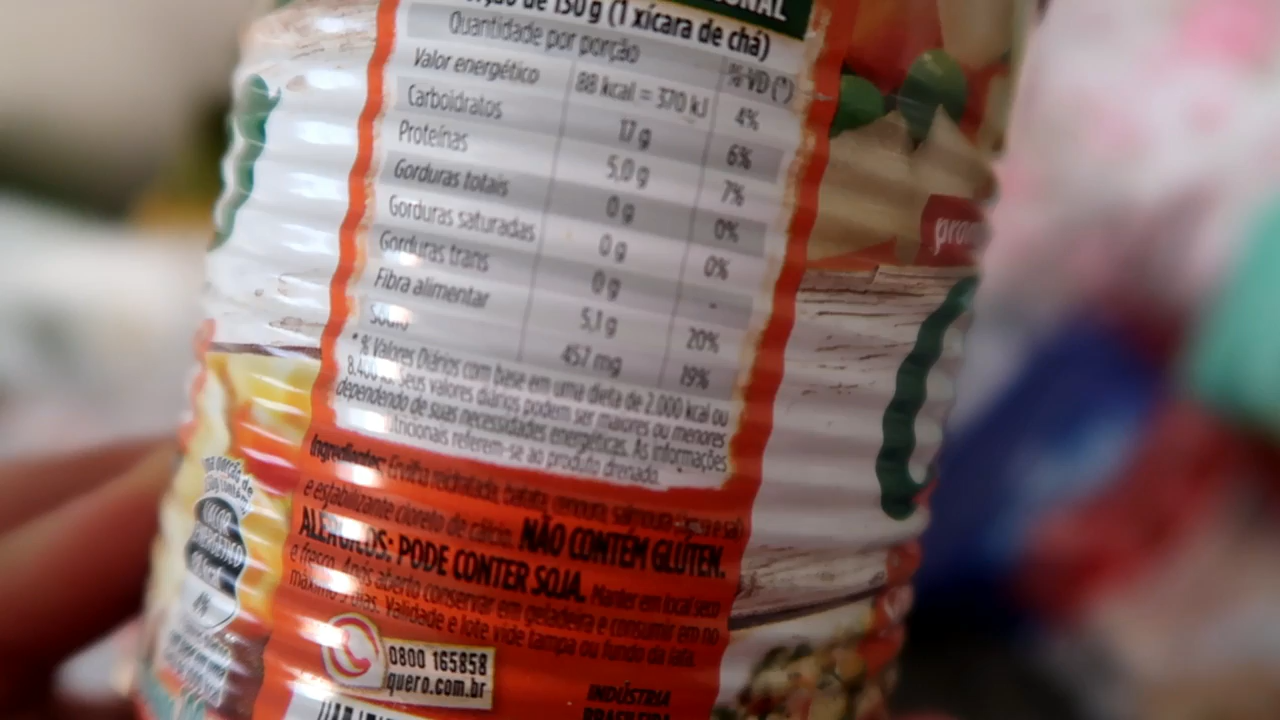 ONAL
de 130 g (1 xícara de chá)
Quantidade por porção
% VD (*)
Valor energético 88 kcal = 370 kJ 4%
Carboidratos 17 g 6%
Proteínas 5,0 g 7%
Gorduras totais 0 g 0%
Gorduras saturadas 0 g 0%
Gorduras trans 0 g -
Fibra alimentar 5,1 g 20%
Sódio 457 mg 19%
* % Valores Diários com base em uma dieta de 2.000 kcal ou
8.400 Seus valores diários podem ser maiores ou menores
dependendo de suas necessidades energéticas. As informações
nutricionais referem-se ao produto drenado.
Ingredientes: Ervilha reidratada, batata, cenoura, salmoura
e estabilizante cloreto de cálcio. NÃO CONTÉM GLÚTEN.
ALÉRGICOS: PODE CONTER SOJA. Manter em local seco
e fresco. Após aberto conservar em geladeira e consumir em no
máximo dias. Validade e lote vide tampa ou fundo da lata.
0800 165858
quero.com.br
INDÚSTRIA
BRASILEIRA